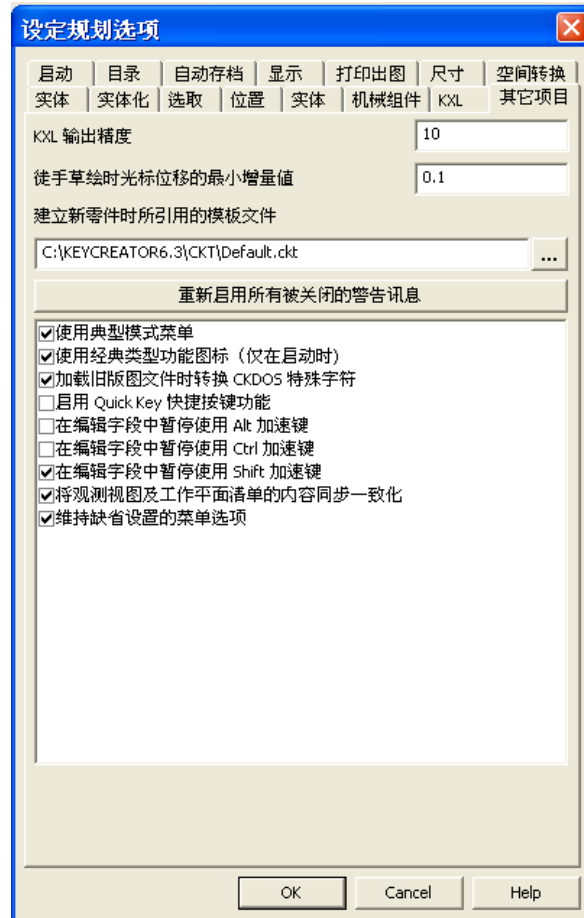 设定规划选项
启动 目录 自动存档 显示 打印出图 尺寸 空间转换
实体 实体化 选取 位置 实体 机械组件 KXL 其它项目
KXL 输出精度 10
徒手草绘时光标位移的最小增量值 0.1
建立新零件时所引用的模板文件
C:\KEYCREATOR6.3\CKT\Default.ckt ...
重新启用所有被关闭的警告讯息
使用典型模式菜单
使用经典类型功能图标（仅在启动时)
加载旧版图文件时转换 CKDOS 特殊字符
启用 Quick Key 快捷按键功能
在编辑字段中暂停使用 Alt 加速键
在编辑字段中暂停使用 Ctrl 加速键
在编辑字段中暂停使用 Shift 加速键
将观测视图及工作平面清单的内容同步一致化
维持缺省设置的菜单选项
OK Cancel Help